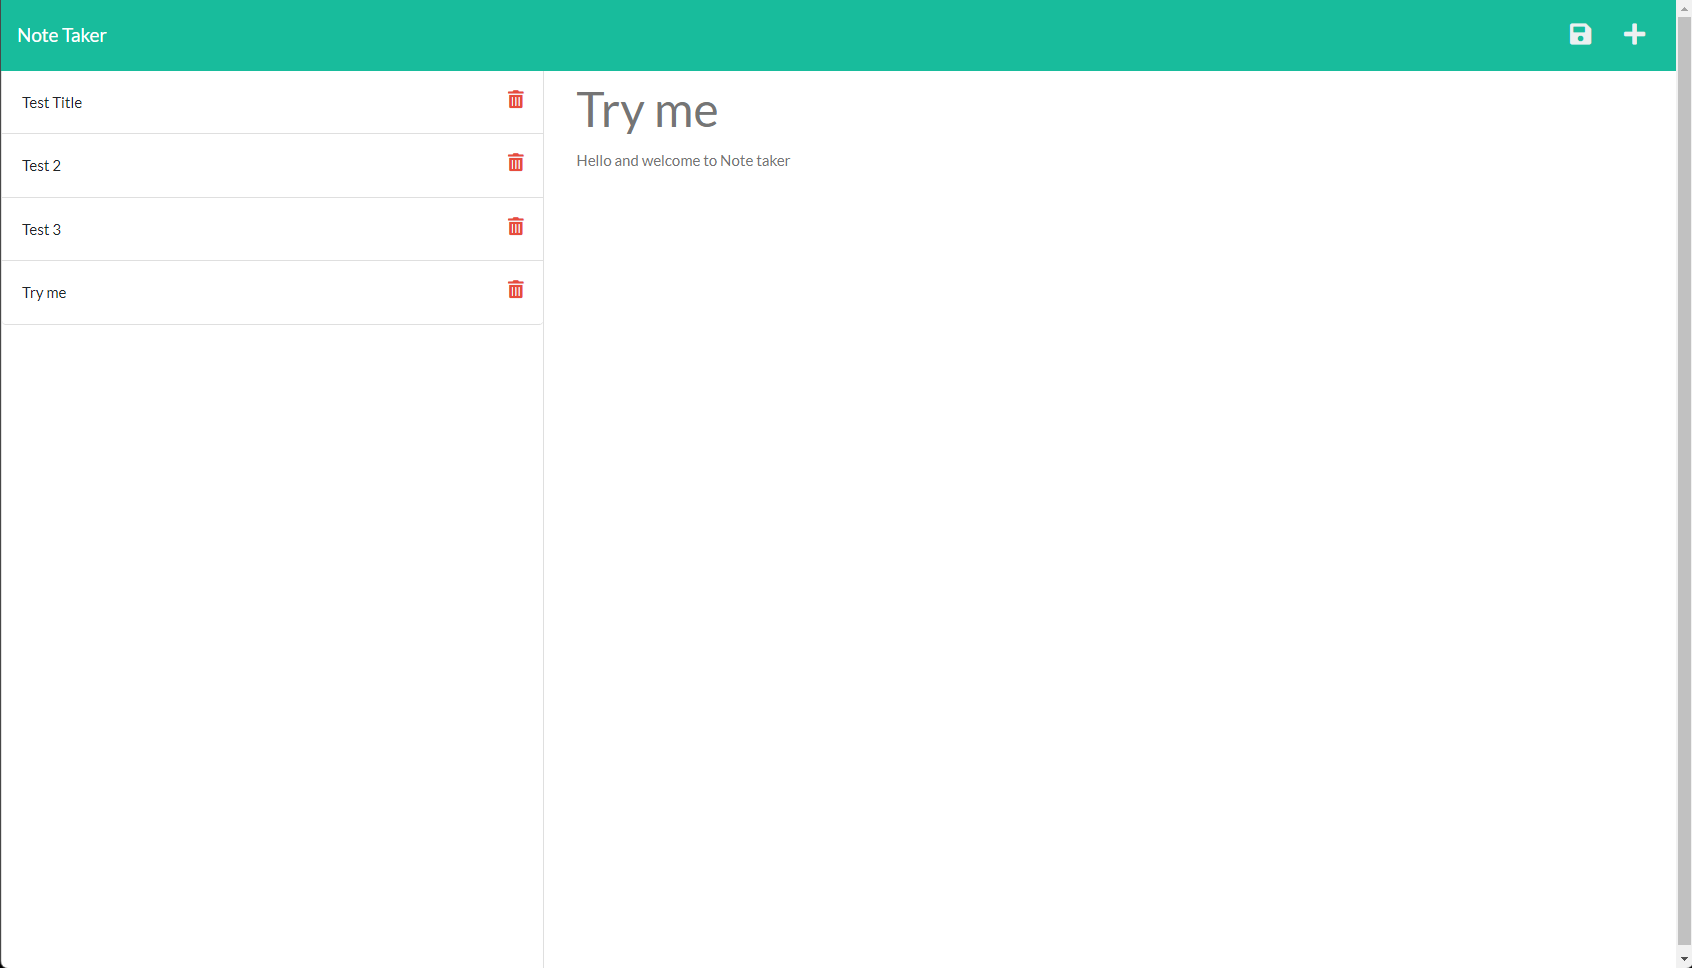 Note Taker
Test Title
Test 2
Test 3
Try me
Try me
Hello and welcome to Note taker